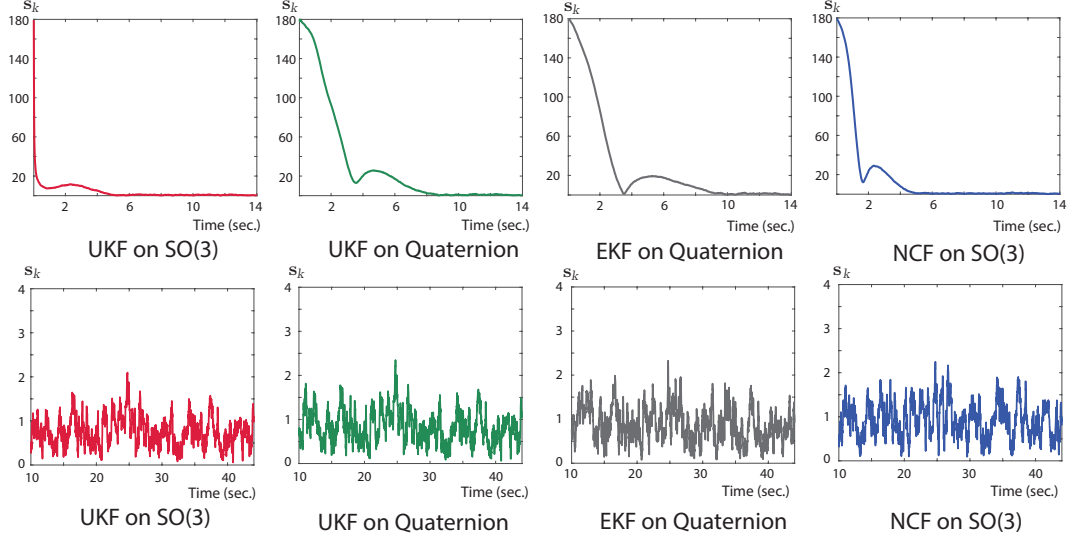 s_k s_k s_k s_k
180 180 180 180
140 140 140 140
100 100 100 100
60 60 60 60
20 20 20 20
2 6 10 14 2 6 10 14 2 6 10 14 2 6 10 14
Time (sec.) Time (sec.) Time (sec.) Time (sec.)
UKF on SO(3) UKF on Quaternion EKF on Quaternion NCF on SO(3)
s_k s_k s_k s_k
4 4 4 4
3 3 3 3
2 2 2 2
1 1 1 1
0 0 0 0
10 20 30 40 10 20 30 40 10 20 30 40 10 20 30 40
Time (sec.) Time (sec.) Time (sec.) Time (sec.)
UKF on SO(3) UKF on Quaternion EKF on Quaternion NCF on SO(3)